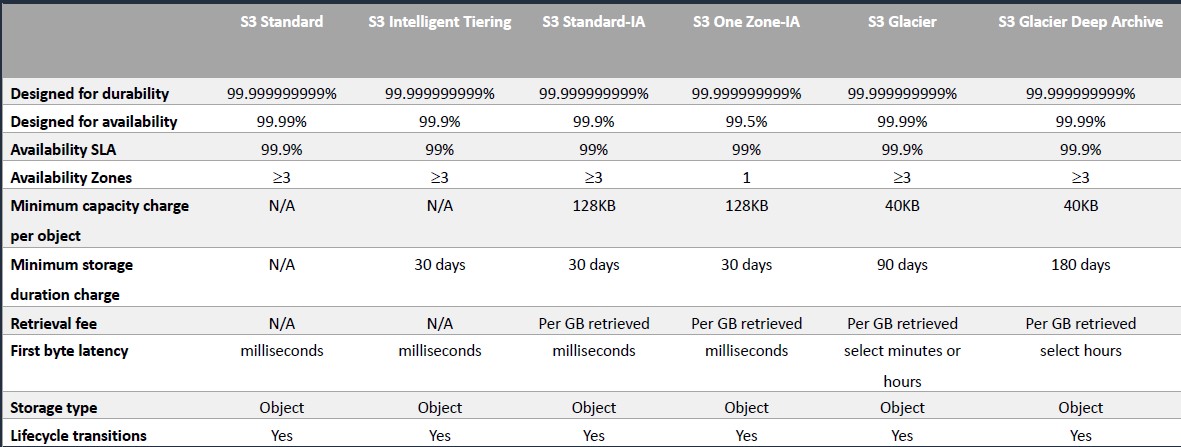 S3 Standard S3 Intelligent Tiering S3 Standard-IA S3 One Zone-IA S3 Glacier S3 Glacier Deep Archive
Designed for durability 99.999999999% 99.999999999% 99.999999999% 99.999999999% 99.999999999% 99.999999999%
Designed for availability 99.99% 99.9% 99.9% 99.5% 99.99% 99.99%
Availability SLA 99.9% 99% 99% 99% 99.9% 99.9%
Availability Zones ≥3 ≥3 ≥3 1 ≥3 ≥3
Minimum capacity charge N/A N/A 128KB 128KB 40KB 40KB
per object
Minimum storage N/A 30 days 30 days 30 days 90 days 180 days
duration charge
Retrieval fee N/A N/A Per GB retrieved Per GB retrieved Per GB retrieved Per GB retrieved
First byte latency milliseconds milliseconds milliseconds milliseconds select minutes or select hours
hours
Storage type Object Object Object Object Object Object
Lifecycle transitions Yes Yes Yes Yes Yes Yes